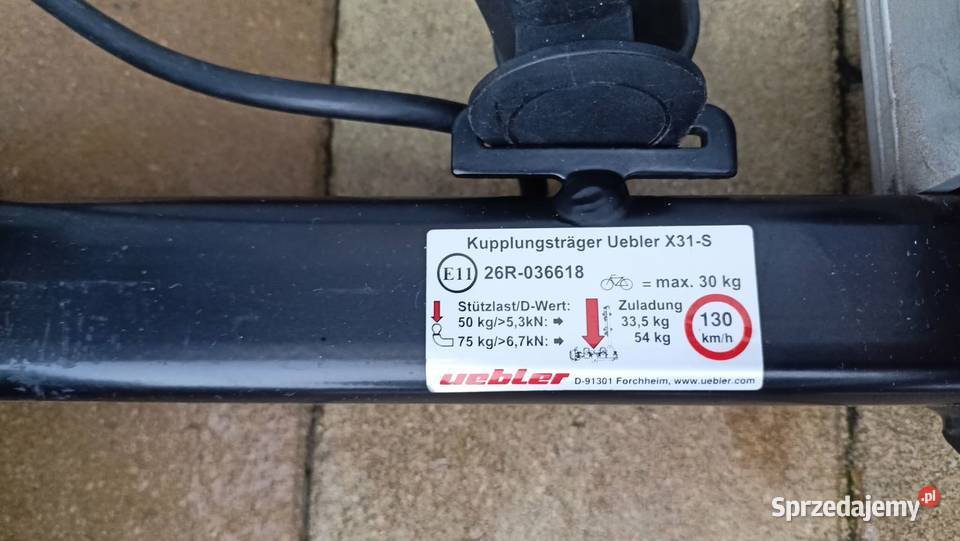 Kupplungsträger Uebler X31-S
E11 26R-036618
= max. 30 kg
Stützlast/D-Wert: Zuladung
50 kg/>5,3kN: 33,5 kg
75 kg/>6,7kN: 54 kg
130
km/h
uebler D-91301 Forchheim, www.uebler.com
Sprzedajemy.pl